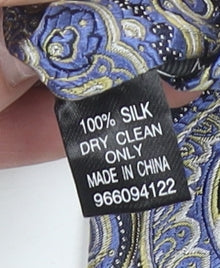 100% SILK
DRY CLEAN
ONLY
MADE IN CHINA
966094122